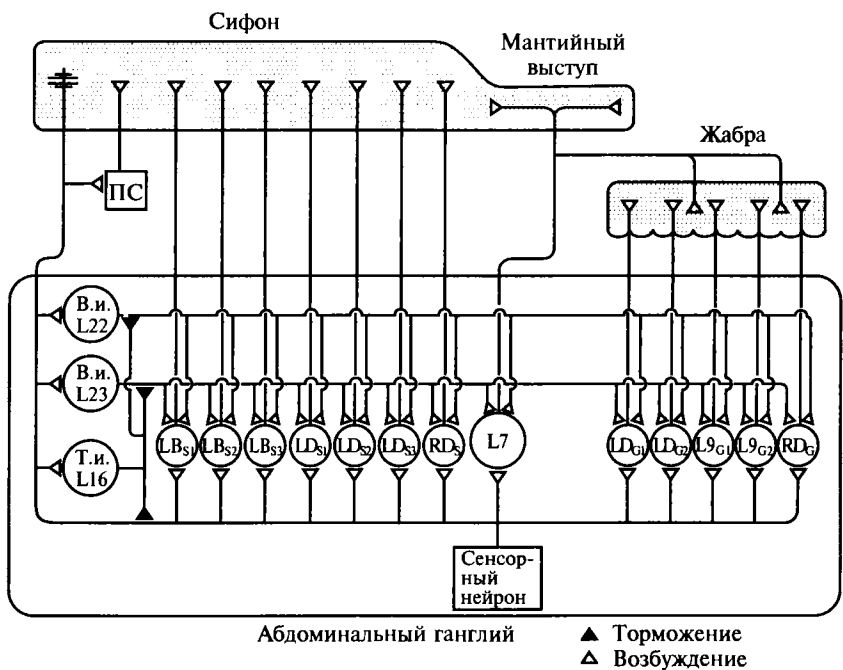 Сифон
Мантийный
выступ
Жабра
ПС
В.и.
L22
В.и.
L23
Т.и.
L16
LBS1 LBS2 LBS3 LDS1 LDS2 LDS3 RDS L7 LDG1 LDG2 L9G1 L9G2 RDG
Сенсор-
ный
нейрон
Абдоминальный ганглий
Торможение
Возбуждение